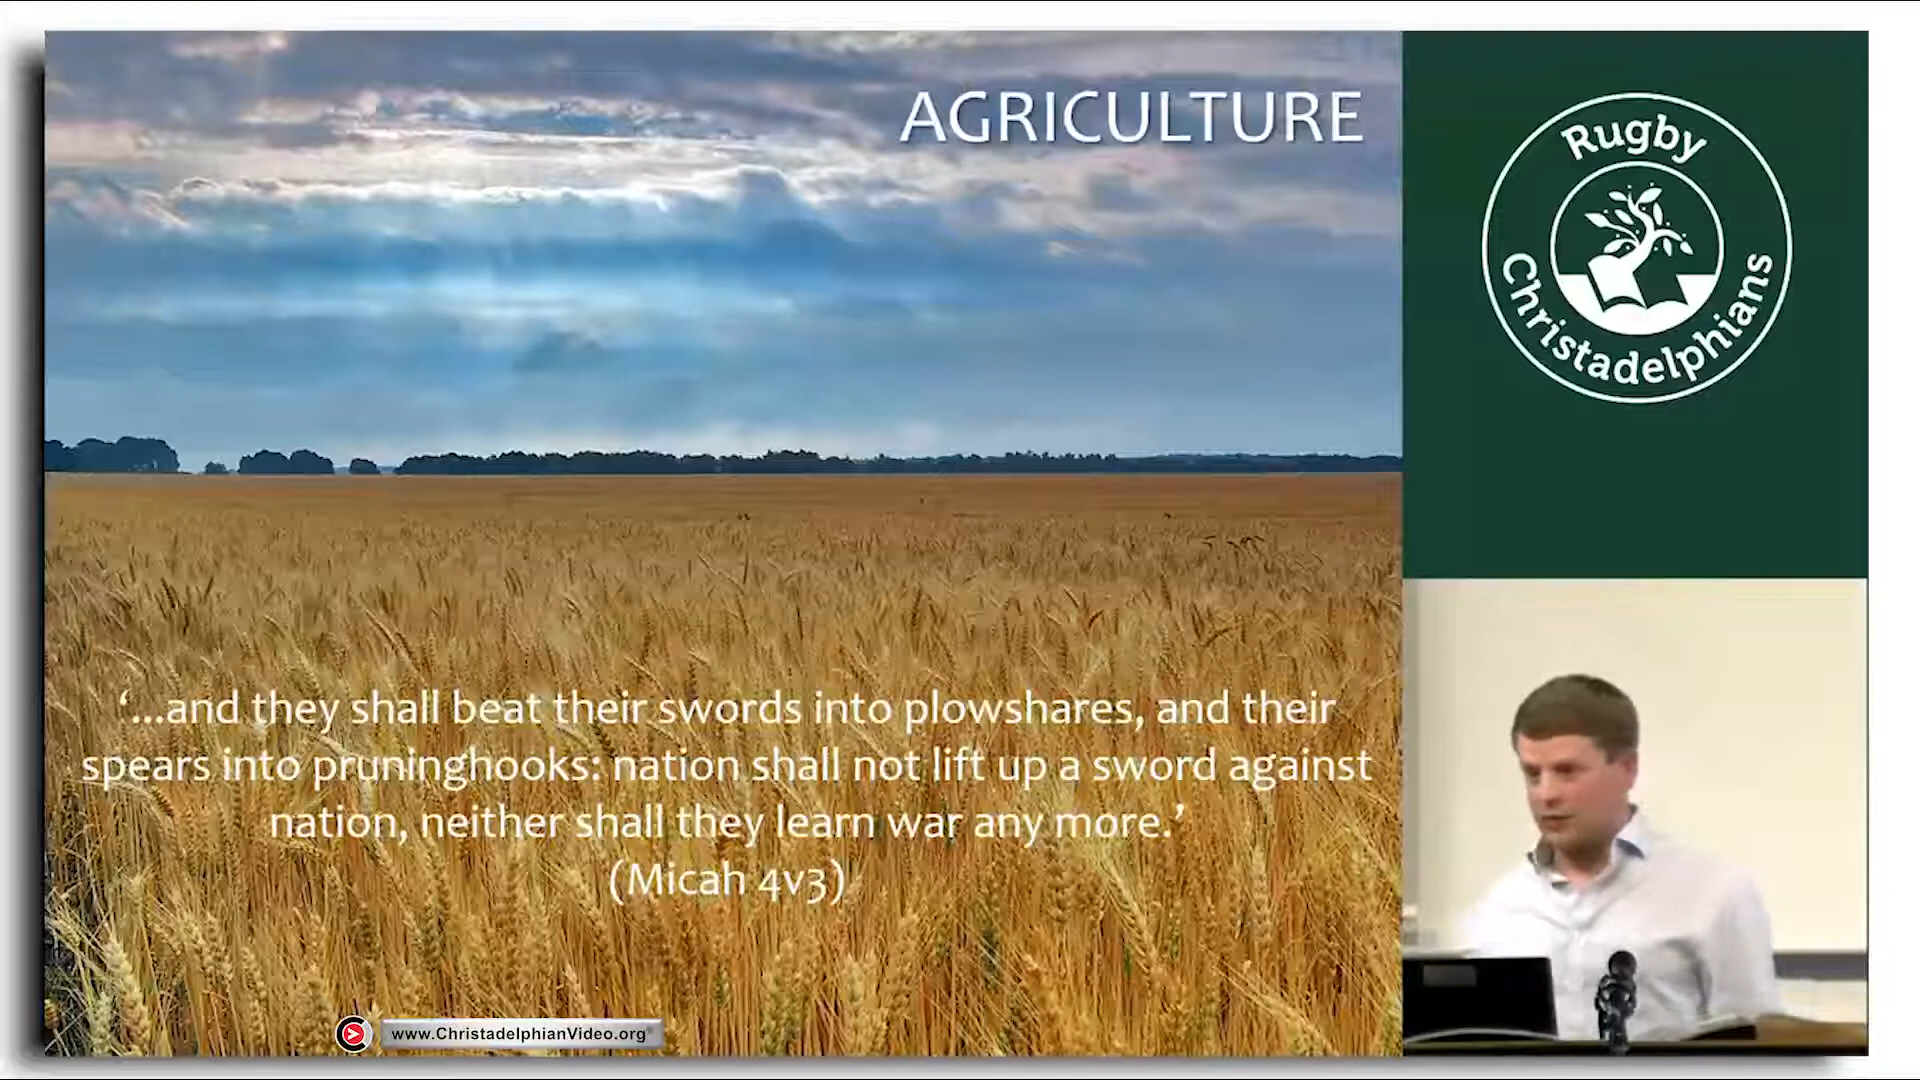 AGRICULTURE
Rugby
Christadelphians
‘...and they shall beat their swords into plowshares, and their
spears into pruninghooks: nation shall not lift up a sword against
nation, neither shall they learn war any more.’
(Micah 4v3)
www.ChristadelphianVideo.org®